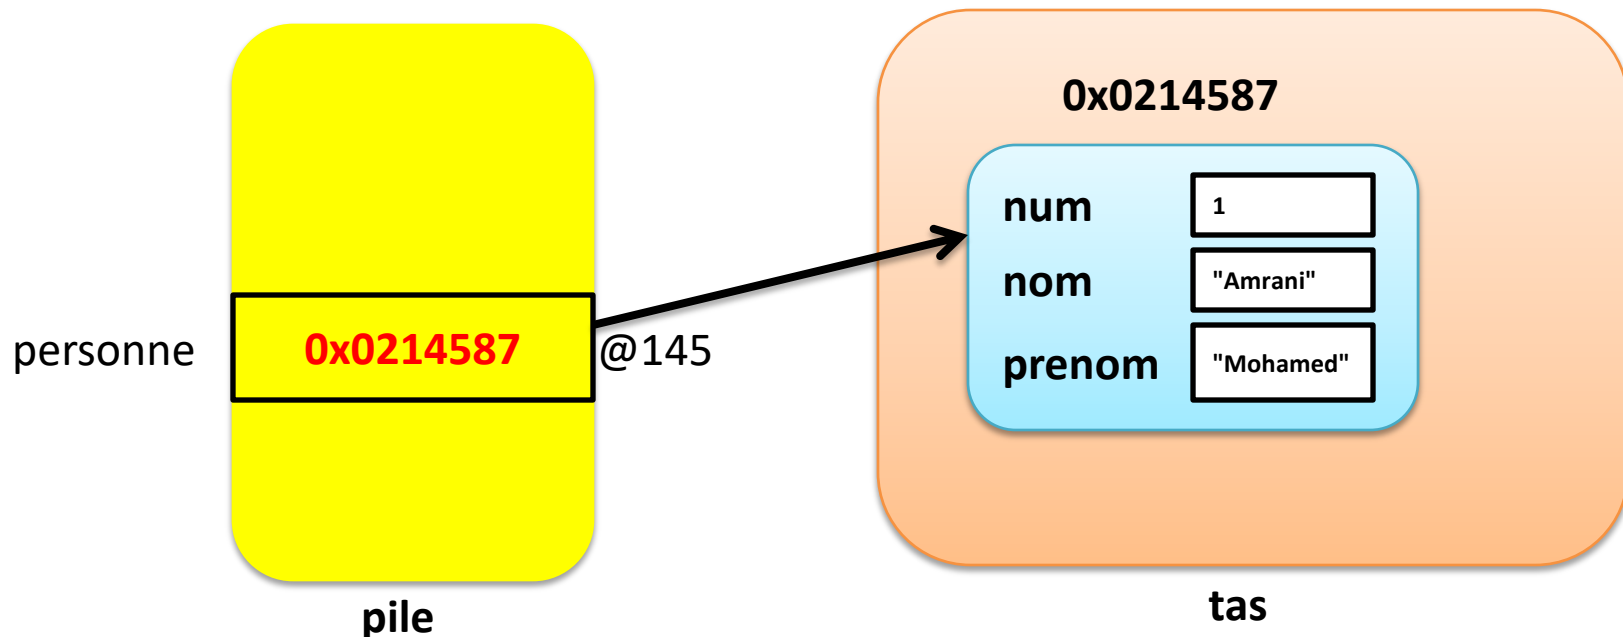 0x0214587
num 1
nom "Amrani"
personne 0x0214587 @145
prenom "Mohamed"
pile
tas